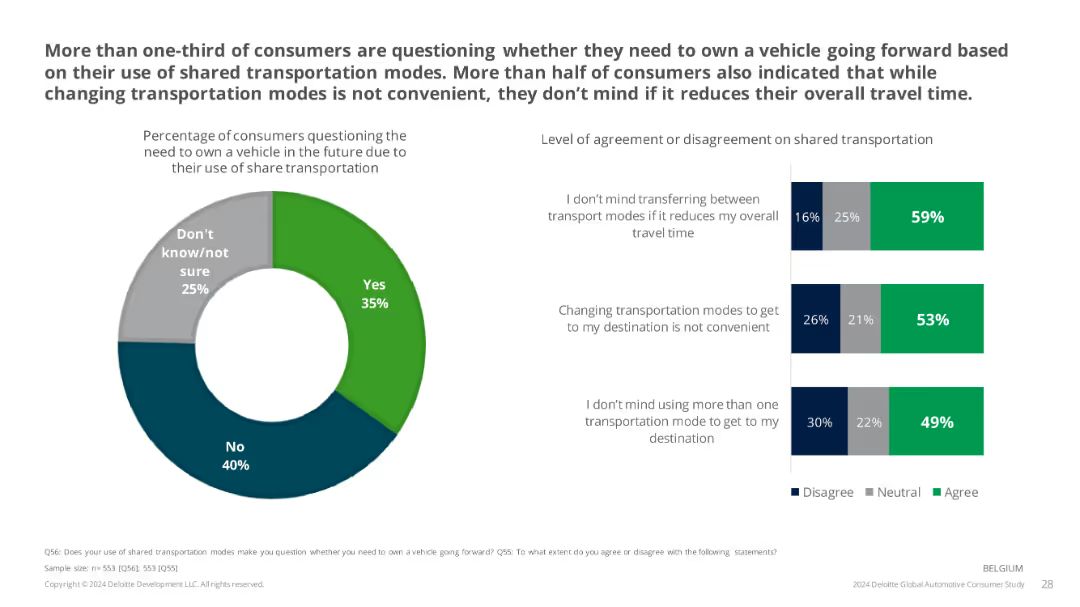 More than one-third of consumers are questioning whether they need to own a vehicle going forward based
on their use of shared transportation modes. More than half of consumers also indicated that while
changing transportation modes is not convenient, they don't mind if it reduces their overall travel time.
Percentage of consumers questioning the
need to own a vehicle in the future due to
their use of share transportation
Don't
know/not
sure
25%
Yes
35%
No
40%
Level of agreement or disagreement on shared transportation
I don't mind transferring between
transport modes if it reduces my overall
travel time
16% 25% 59%
Changing transportation modes to get
to my destination is not convenient
26% 21% 53%
I don't mind using more than one
transportation mode to get to my
destination
30% 22% 49%
Disagree Neutral Agree
Q56: Does your use of shared transportation modes make you question whether you need to own a vehicle going forward? Q55: To what extent do you agree or disagree with the following statements?
Sample size: n= 553 [Q56]; 553 [Q55]
BELGIUM
Copyright © 2024 Deloitte Development LLC. All rights reserved.
2024 Deloitte Global Automotive Consumer Study 28